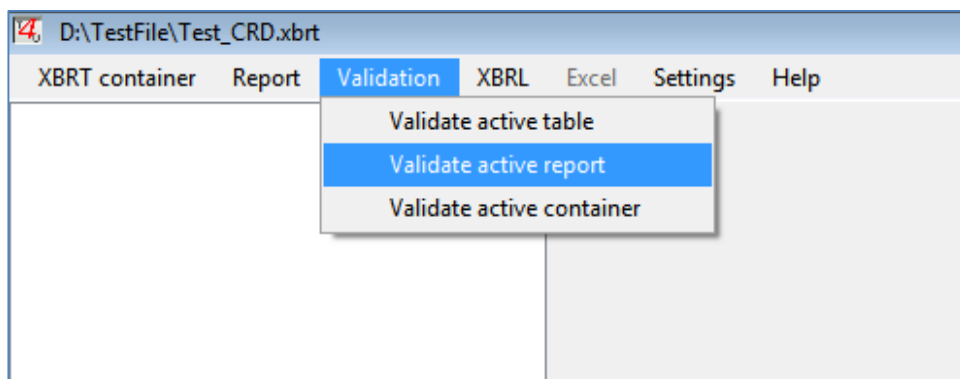 D:\TestFile\Test_CRD.xbrt
XBRT container Report Validation XBRL Excel Settings Help
Validate active table
Validate active report
Validate active container